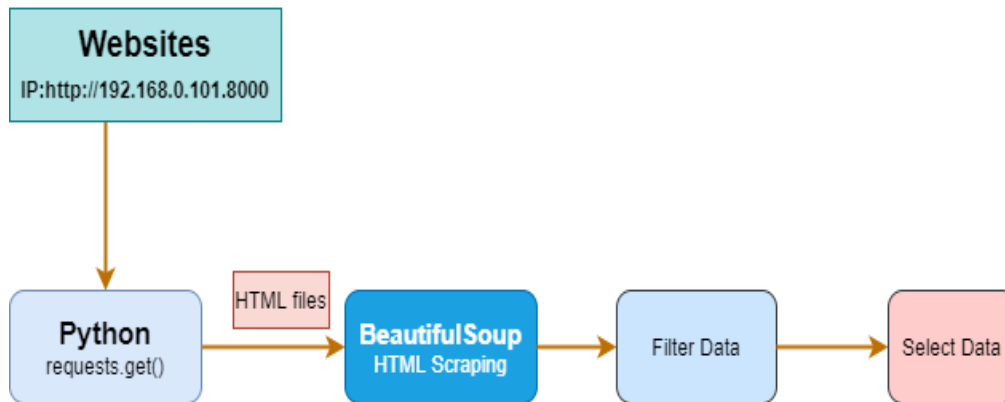 Websites
IP:http://192.168.0.101.8000
HTML files
Python
requests.get()
BeautifulSoup
HTML Scraping
Filter Data
Select Data